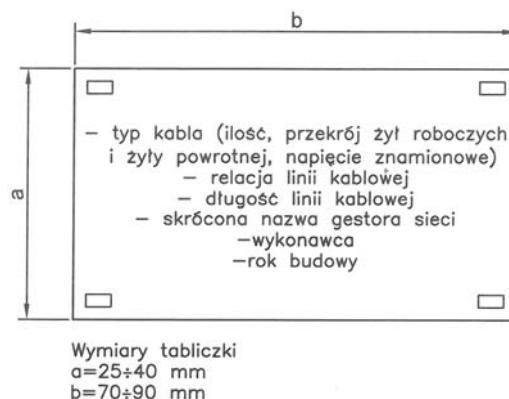 b
a
– typ kabla (ilość, przekrój żył roboczych
i żyły powrotnej, napięcie znamionowe)
– relacja linii kablowej
– długość linii kablowej
– skrócona nazwa gestora sieci
–wykonawca
–rok budowy
Wymiary tabliczki
a=25÷40 mm
b=70÷90 mm